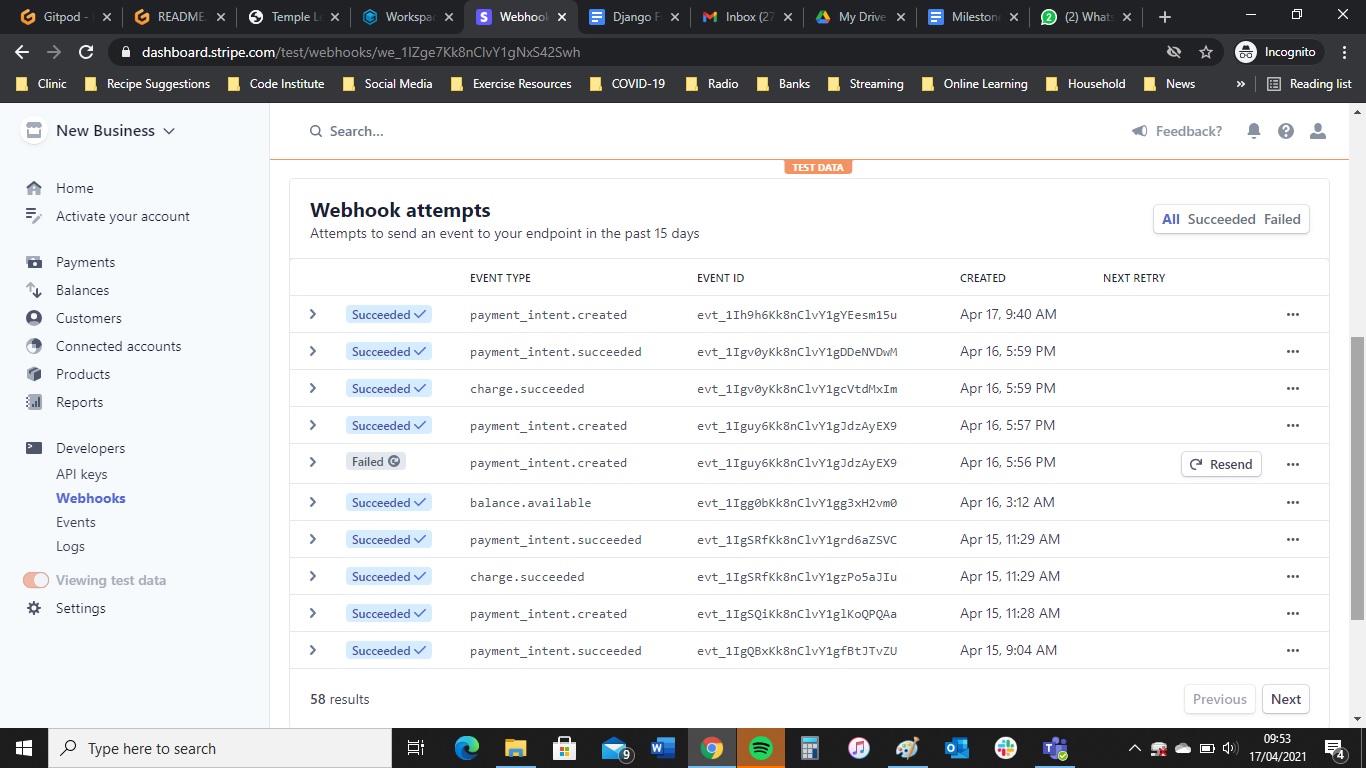 Gitpod -
README.
Temple Le
Workspac
Webhook
Django F
Inbox (27
My Drive
Mileston
(2) Whats
dashboard.stripe.com/test/webhooks/we_1IZge7Kk8nClvY1gNxS42Swh
Incognito
Clinic Recipe Suggestions Code Institute Social Media Exercise Resources COVID-19 Radio Banks Streaming Online Learning Household News » Reading list
New Business
Search...
Feedback?
TEST DATA
Home
Activate your account
Payments
Balances
Customers
Connected accounts
Products
Reports
Developers
API keys
Webhooks
Events
Logs
Viewing test data
Settings
Webhook attempts
Attempts to send an event to your endpoint in the past 15 days
All Succeeded Failed
EVENT TYPE EVENT ID CREATED NEXT RETRY
Succeeded payment_intent.created evt_1Ih9h6Kk8nClvY1gYEesm15u Apr 17, 9:40 AM
Succeeded payment_intent.succeeded evt_1Igv0yKk8nClvY1gDDeNVDwM Apr 16, 5:59 PM
Succeeded charge.succeeded evt_1Igv0yKk8nClvY1gcVtdMxIm Apr 16, 5:59 PM
Succeeded payment_intent.created evt_1Iguy6Kk8nClvY1gJdzAyEX9 Apr 16, 5:57 PM
Failed payment_intent.created evt_1Iguy6Kk8nClvY1gJdzAyEX9 Apr 16, 5:56 PM Resend
Succeeded balance.available evt_1Igg0bKk8nClvY1gg3xH2vm0 Apr 16, 3:12 AM
Succeeded payment_intent.succeeded evt_1IgSRfKk8nClvY1grd6aZSVC Apr 15, 11:29 AM
Succeeded charge.succeeded evt_1IgSRfKk8nClvY1gzPo5aJIu Apr 15, 11:29 AM
Succeeded payment_intent.created evt_1IgSQiKk8nClvY1glKoQPQAa Apr 15, 11:28 AM
Succeeded payment_intent.succeeded evt_1IgQBxKk8nClvY1gfBtJTvZU Apr 15, 9:04 AM
58 results
Previous Next
Type here to search
9
09:53
17/04/2021
4